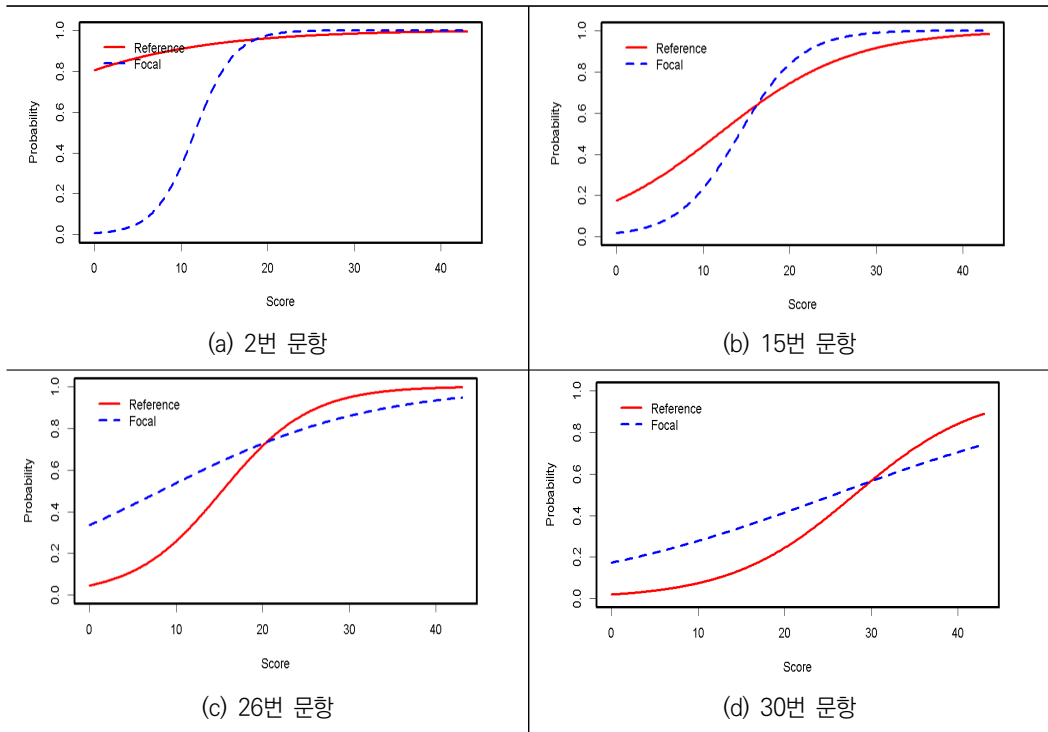 1.0
0.8
0.6
0.4
0.2
0.0
Probability
Reference
Focal
0 10 20 30 40
Score
(a) 2번 문항
1.0
0.8
0.6
0.4
0.2
0.0
Probability
Reference
Focal
0 10 20 30 40
Score
(b) 15번 문항
1.0
0.8
0.6
0.4
0.2
0.0
Probability
Reference
Focal
0 10 20 30 40
Score
(c) 26번 문항
1.0
0.8
0.6
0.4
0.2
0.0
Probability
Reference
Focal
0 10 20 30 40
Score
(d) 30번 문항